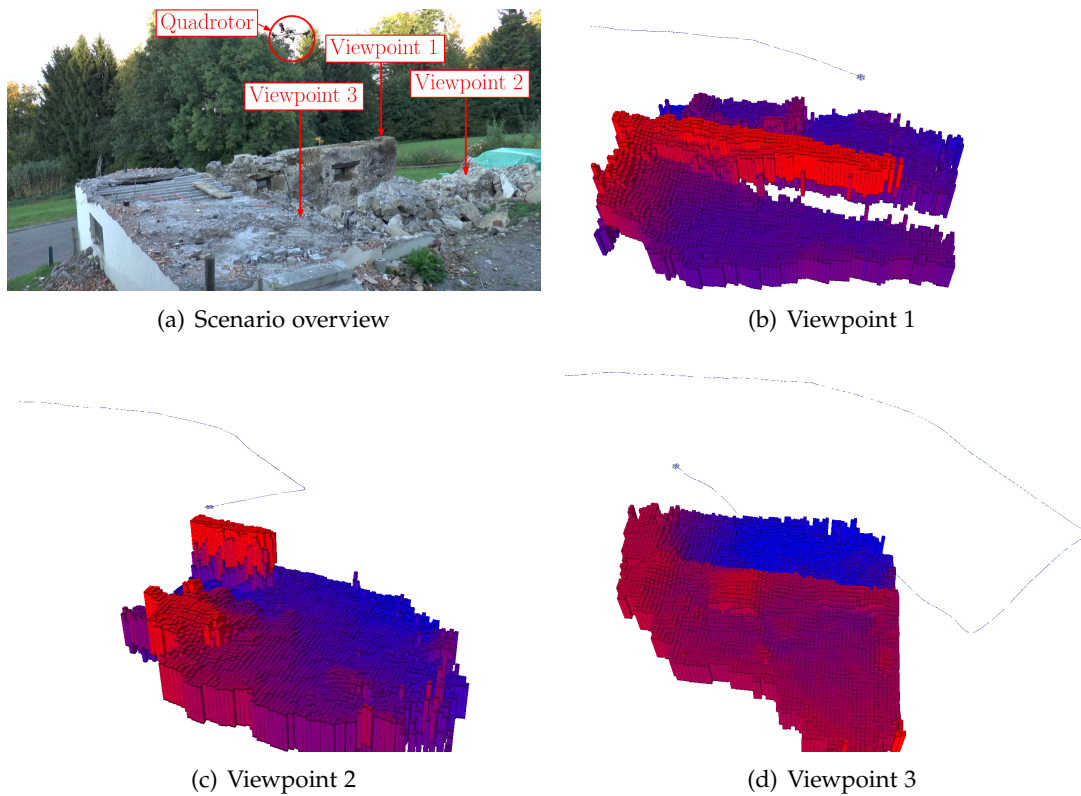 Quadrotor
Viewpoint 1
Viewpoint 2
Viewpoint 3
(a) Scenario overview
(b) Viewpoint 1
(c) Viewpoint 2
(d) Viewpoint 3